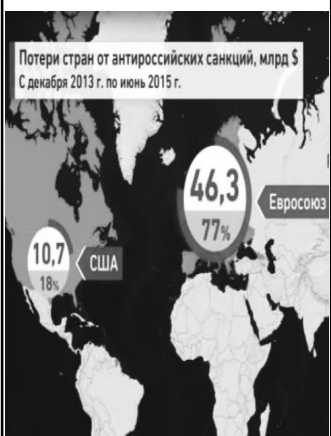 Потери стран от антироссийских санкций, млрд $
С декабря 2013 г. по июнь 2015 г.
46,3
77%
Евросоюз
10,7
18%
США